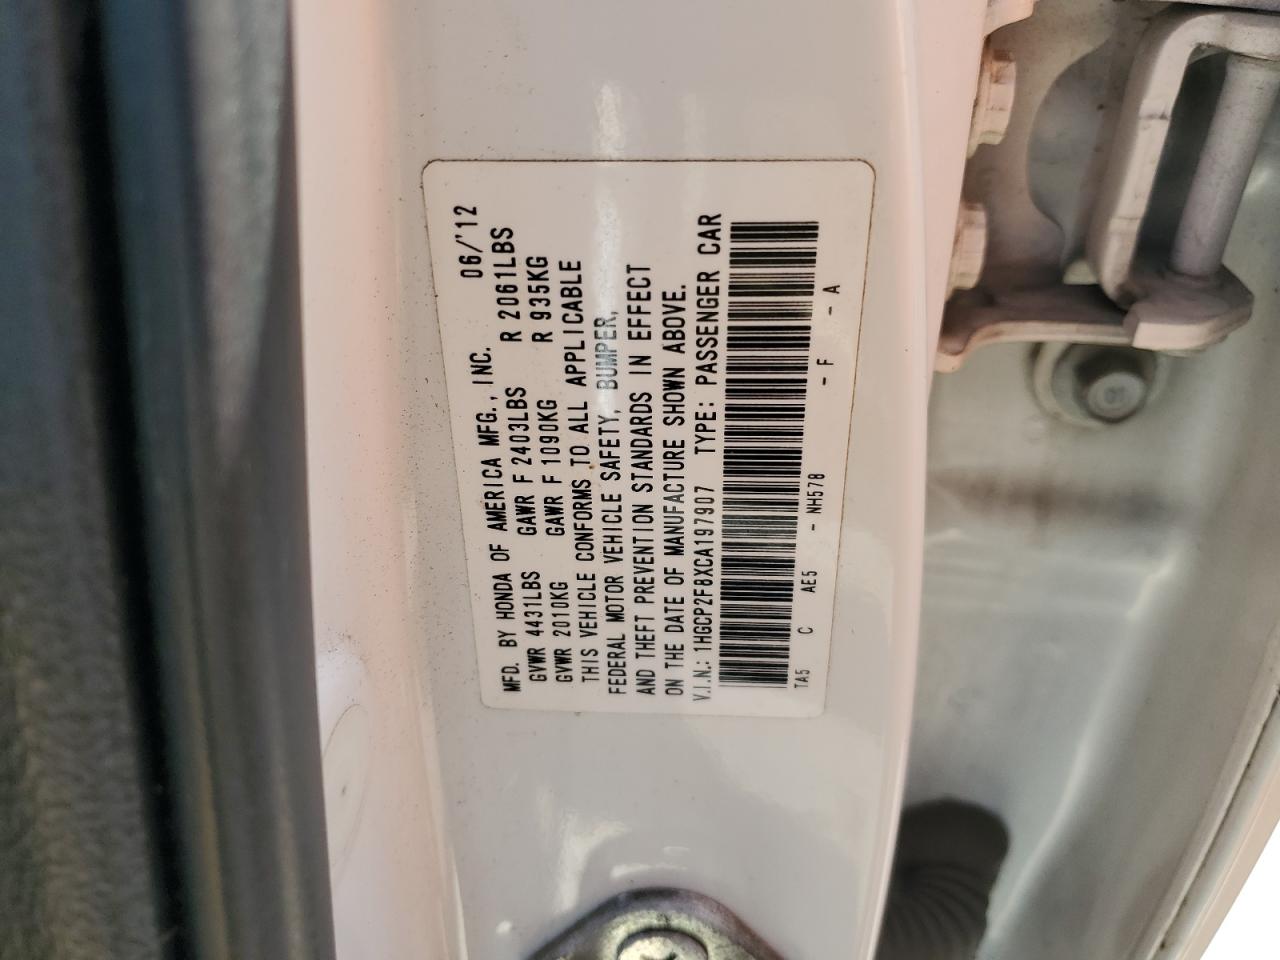 MFD. BY HONDA OF AMERICA MFG., INC. 06/'12
GVWR 4431LBS GAWR F 2403LBS R 2061LBS
GVWR 2010KG GAWR F 1090KG R 935KG
THIS VEHICLE CONFORMS TO ALL APPLICABLE
FEDERAL MOTOR VEHICLE SAFETY, BUMPER,
AND THEFT PREVENTION STANDARDS IN EFFECT
ON THE DATE OF MANUFACTURE SHOWN ABOVE.
V.I.N.: 1HGCP2F8XCA197907 TYPE: PASSENGER CAR
TA5 C AE5 - NH578 - F - A